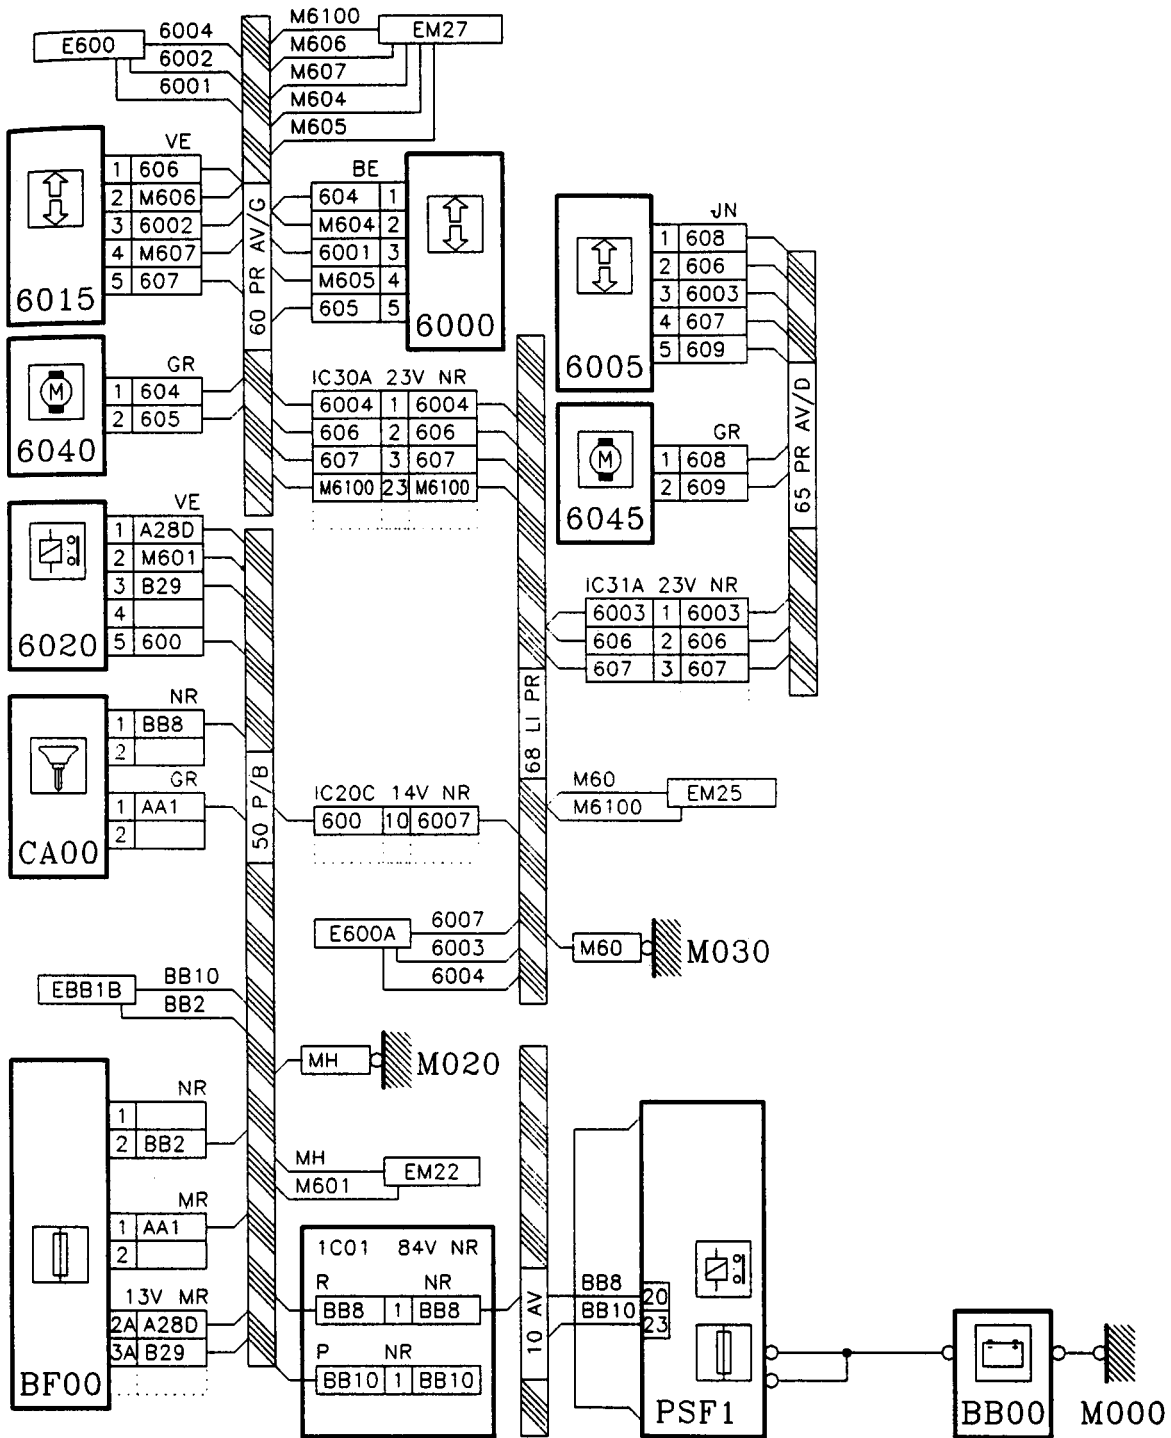 M6100
6004
E600
EM27
M606
6002
M607
6001
M604
M605
VE
1 606
2 M606
3 6002
4 M607
5 607
6015
BE
604 1
M604 2
6001 3
M605 4
605 5
6000
60 PR AV/G
JN
1 608
2 606
3 6003
4 607
5 609
6005
GR
1 604
2 605
M
6040
IC30A 23V NR
6004 1 6004
606 2 606
607 3 607
M6100 23 M6100
GR
1 608
2 609
M
6045
65 PR AV/D
VE
1 A28D
2 M601
3 B29
4
5 600
6020
IC31A 23V NR
6003 1 6003
606 2 606
607 3 607
68 LI PR
NR
1 BB8
2
GR
1 AA1
2
CA00
50 P/B
IC20C 14V NR
600 10 6007
M60
EM25
M6100
E600A
6007
6003
6004
M60
M030
BB10
EBB1B
BB2
MH
M020
NR
1
2 BB2
MH
EM22
M601
MR
1 AA1
2
13V MR
2A A28D
3A B29
BF00
1C01 84V NR
R NR
BB8 1 BB8
P NR
BB10 1 BB10
10 AV
BB8
20
BB10
23
PSF1
BB00
M000